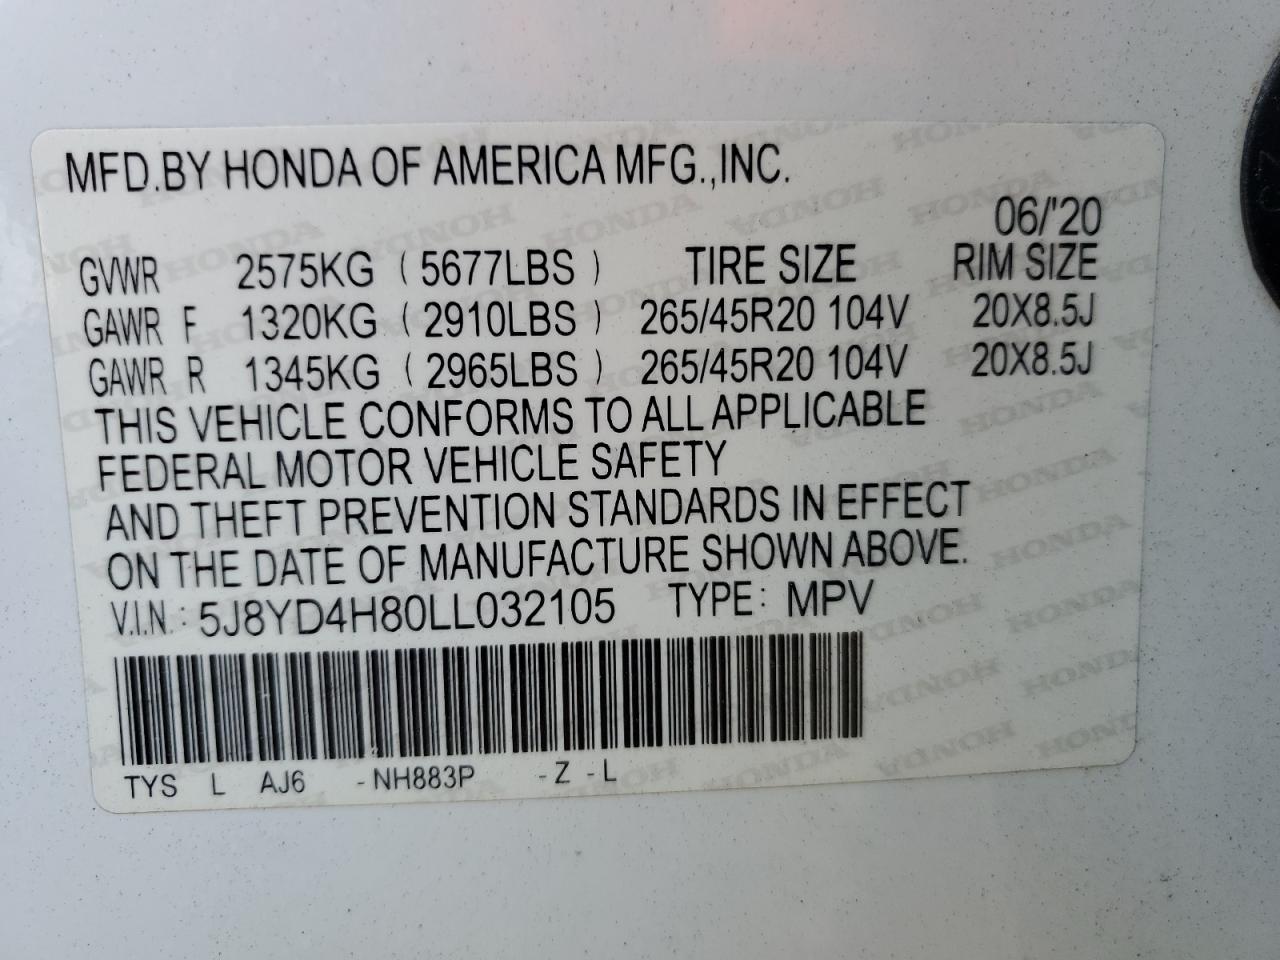 MFD.BY HONDA OF AMERICA MFG.,INC.
06/'20
GVWR 2575KG ( 5677LBS ) TIRE SIZE RIM SIZE
GAWR F 1320KG ( 2910LBS ) 265/45R20 104V 20X8.5J
GAWR R 1345KG ( 2965LBS ) 265/45R20 104V 20X8.5J
THIS VEHICLE CONFORMS TO ALL APPLICABLE
FEDERAL MOTOR VEHICLE SAFETY
AND THEFT PREVENTION STANDARDS IN EFFECT
ON THE DATE OF MANUFACTURE SHOWN ABOVE.
V.I.N.: 5J8YD4H80LL032105 TYPE: MPV
TYS L AJ6 -NH883P -Z -L